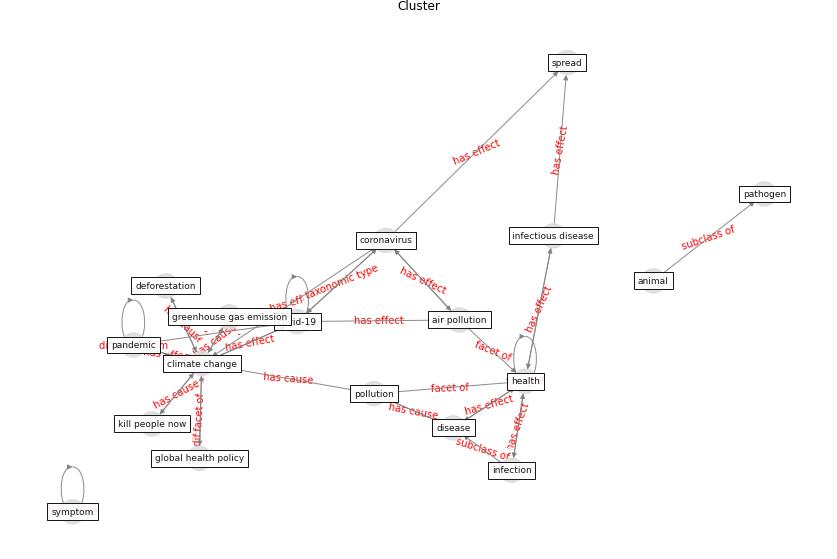 Cluster
spread
has effect
has effect
pathogen
subclass of
coronavirus
infectious disease
animal
has effect
deforestation
taxonomic type
has eff
has effect
greenhouse gas emission
id-19
has effect
air pollution
has cause
has effect
pandemic
facet of
climate change
has cause
pollution
facet of
health
has cause
has effect
has cause
kill people now
disease
has effect
facet of
subclass of
global health policy
infection
symptom